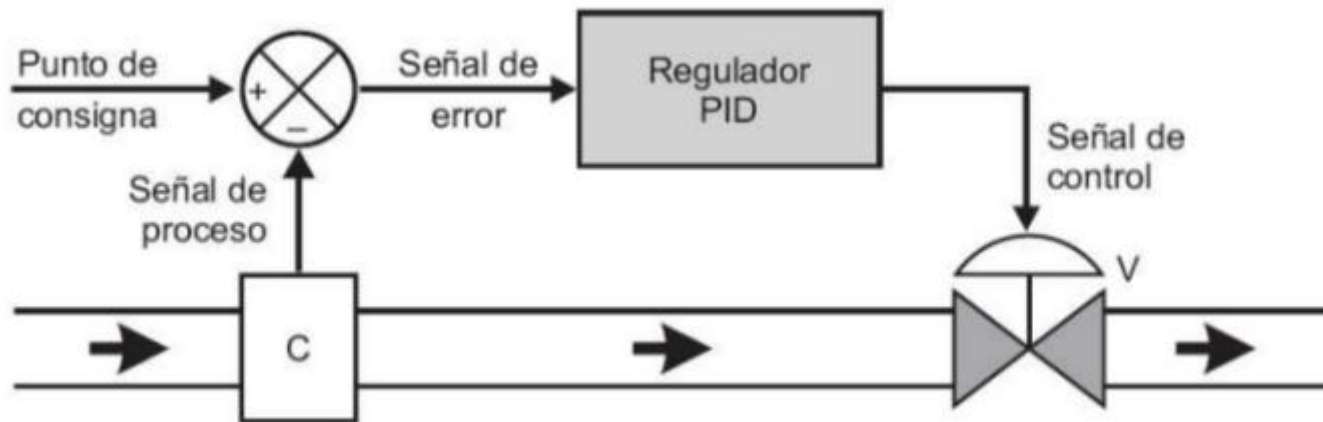 Punto de
consigna
+
−
Señal de
error
Regulador
PID
Señal de
control
Señal de
proceso
V
C